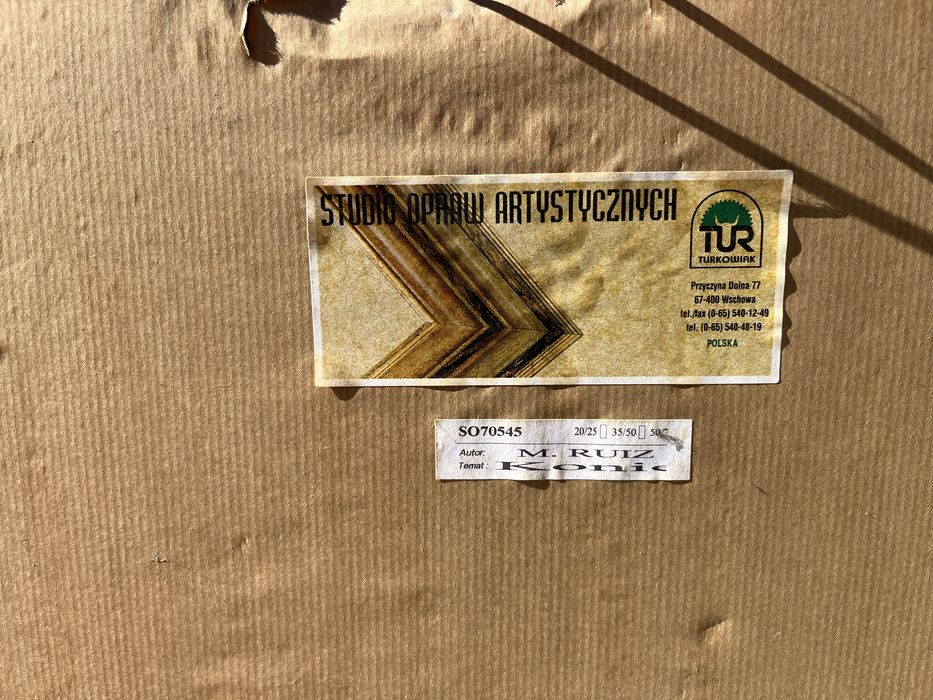 STUDIO OPRAW ARTYSTYCZNYCH
TUR
TURKOWIAK
Przyczyna Dolna 77
67-400 Wschowa
tel./fax (0-65) 540-12-49
tel. (0-65) 540-48-19
POLSKA
SO70545 20/25 35/50
Autor: M. RUIZ
Temat: Konie